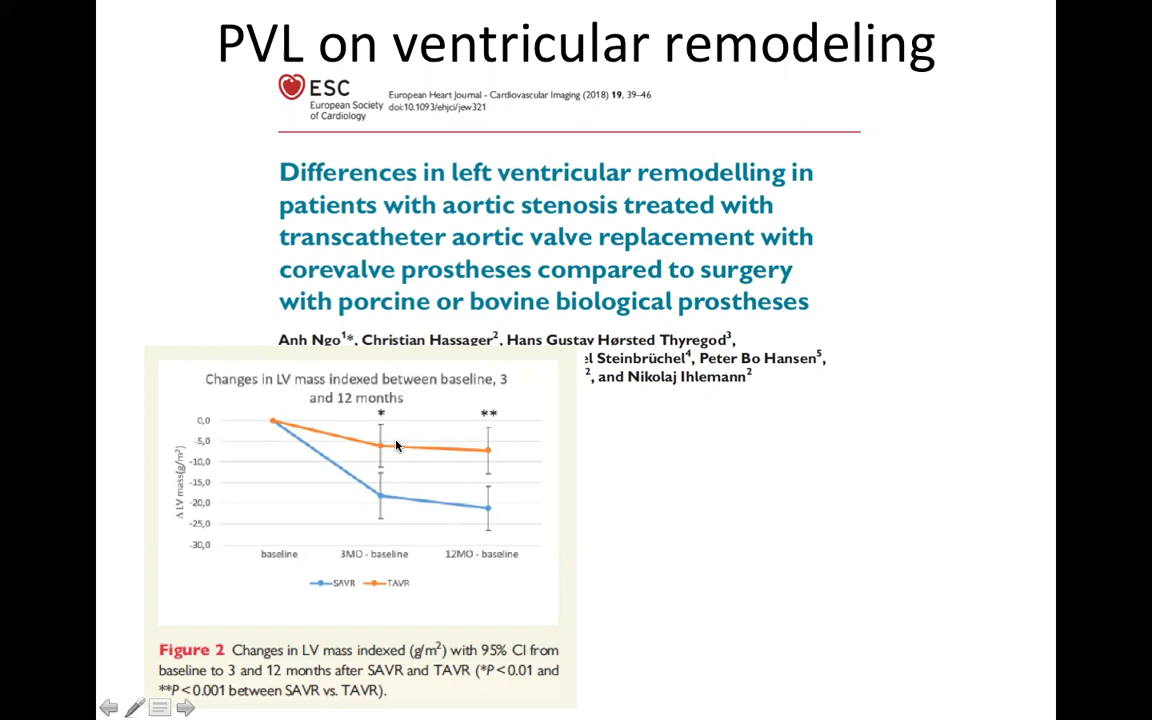 PVL on ventricular remodeling
ESC
European Society
of Cardiology
European Heart Journal - Cardiovascular Imaging (2018) 19, 39–46
doi:10.1093/ehjci/jew321
Differences in left ventricular remodelling in
patients with aortic stenosis treated with
transcatheter aortic valve replacement with
corevalve prostheses compared to surgery
with porcine or bovine biological prostheses
Anh Ngo1*, Christian Hassager2, Hans Gustav Hørsted Thyregod3,
el Steinbrüchel4, Peter Bo Hansen5,
2, and Nikolaj Ihlemann2
Changes in LV mass indexed between baseline, 3
and 12 months
* **
0,0
-5,0
-10,0
-15,0
-20,0
-25,0
-30,0
Δ LV mass(g/m²)
baseline 3MO - baseline 12MO - baseline
SAVR TAVR
Figure 2 Changes in LV mass indexed (g/m²) with 95% CI from
baseline to 3 and 12 months after SAVR and TAVR (*P<0.01 and
**P<0.001 between SAVR vs. TAVR).